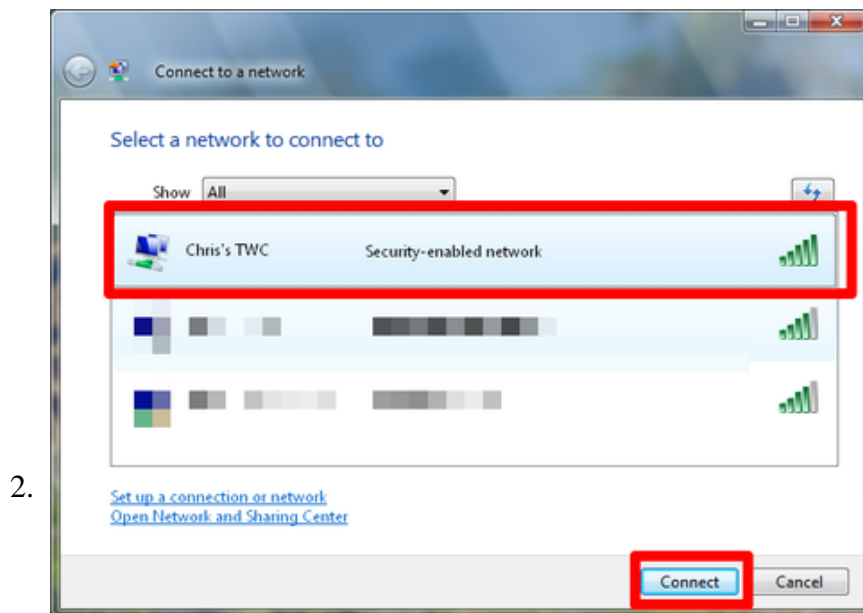 Connect to a network
Select a network to connect to
Show All
Chris's TWC Security-enabled network
2.
Set up a connection or network
Open Network and Sharing Center
Connect Cancel